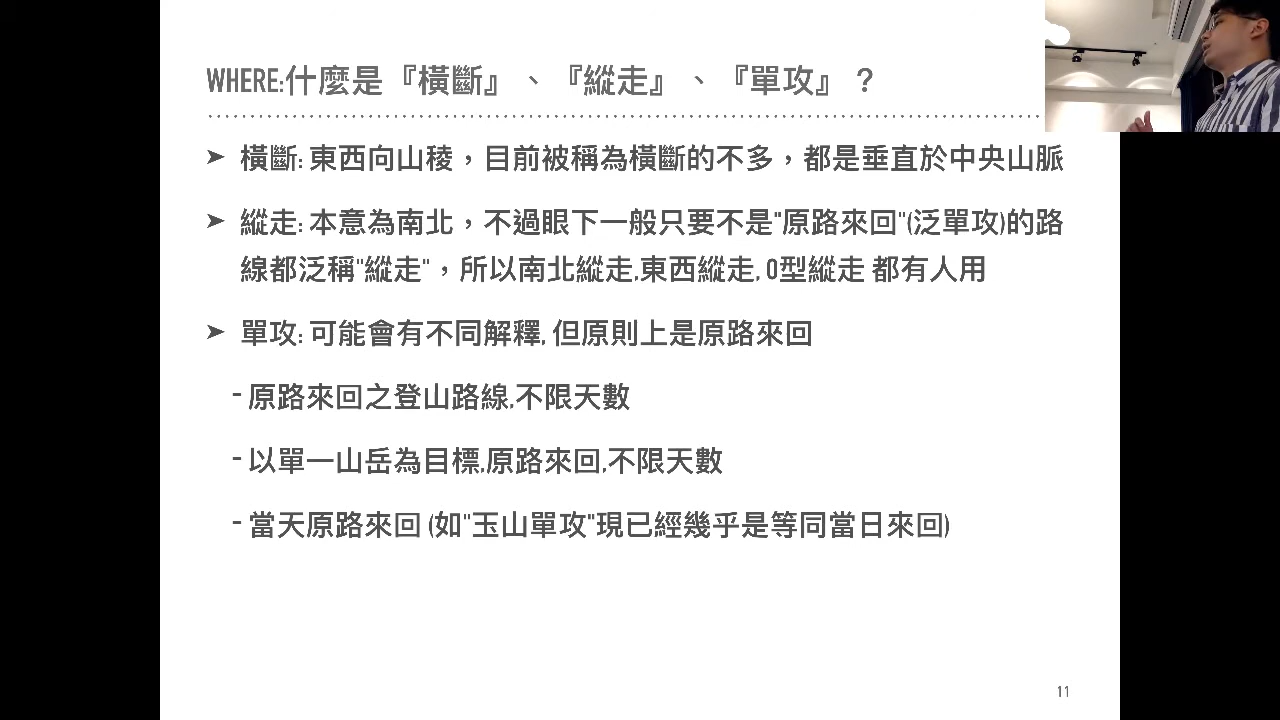 WHERE:什麼是『橫斷』、『縱走』、『單攻』？
➤ 橫斷: 東西向山稜，目前被稱為橫斷的不多，都是垂直於中央山脈
➤ 縱走: 本意為南北，不過眼下一般只要不是"原路來回"(泛單攻)的路
線都泛稱"縱走"，所以南北縱走,東西縱走, O型縱走 都有人用
➤ 單攻: 可能會有不同解釋, 但原則上是原路來回
- 原路來回之登山路線,不限天數
- 以單一山岳為目標,原路來回,不限天數
- 當天原路來回 (如"玉山單攻"現已經幾乎是等同當日來回)
11